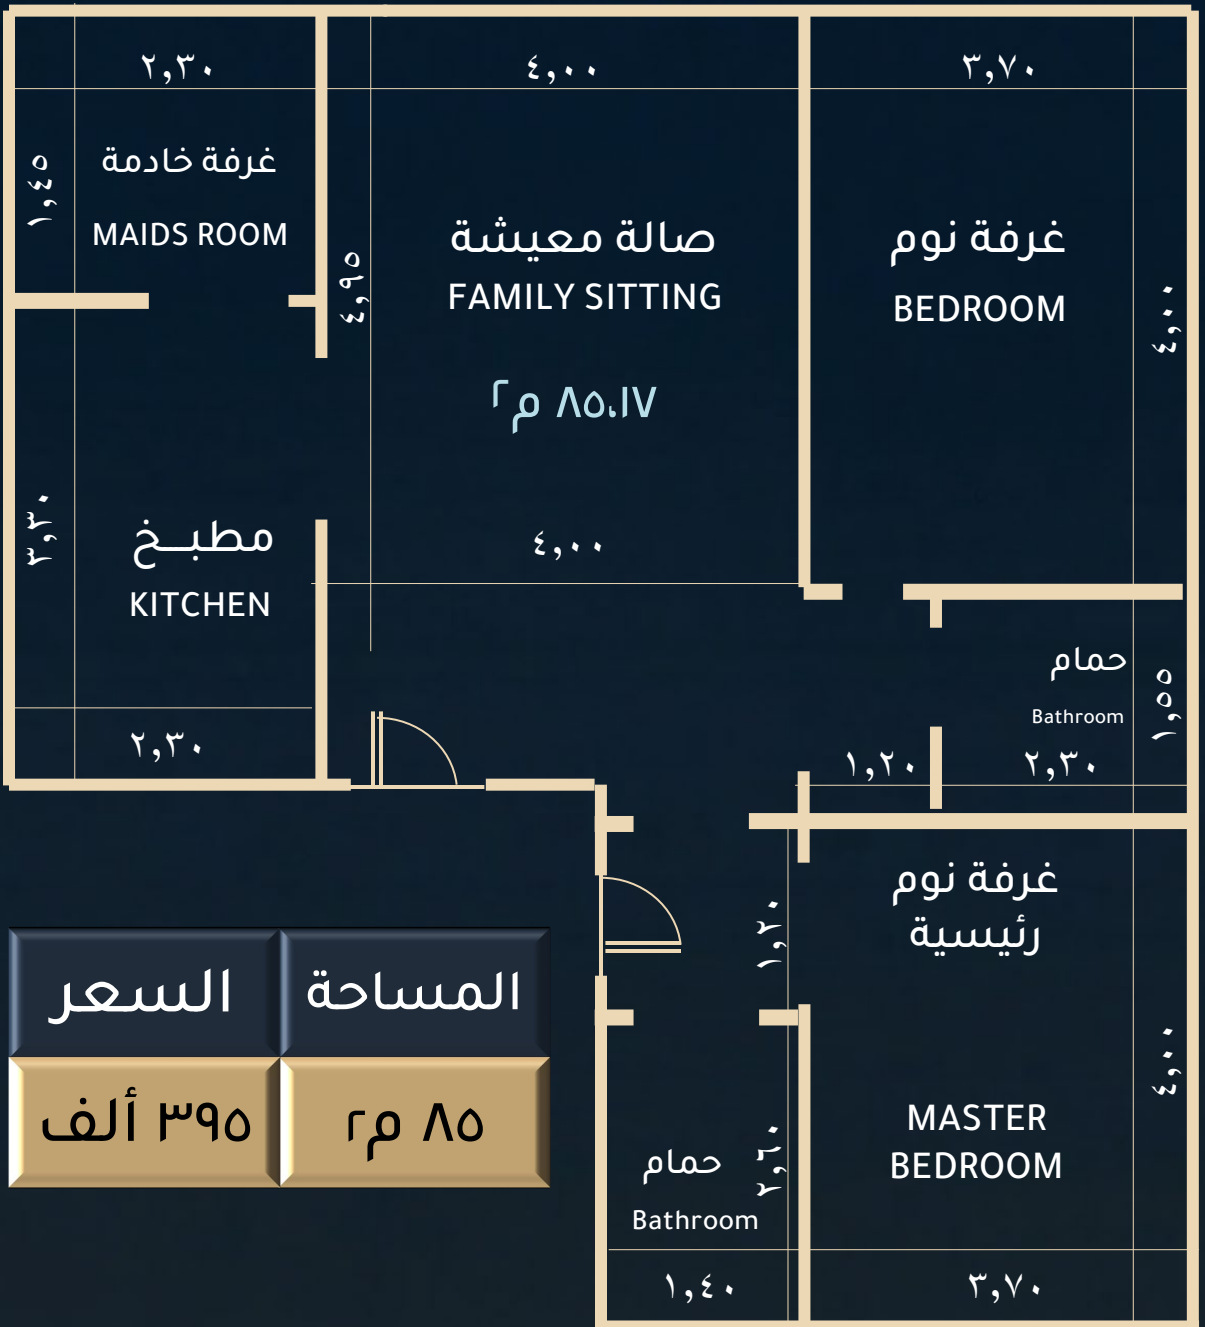 ٢,٣٠
٤,٠٠
٣,٧٠
١,٤٥
غرفة خادمة
MAIDS ROOM
٤,٩٥
صالة معيشة
FAMILY SITTING
٨٥،١٧ م٢
غرفة نوم
BEDROOM
٤,٠٠
٣,٣٠
مطبــخ
KITCHEN
٤,٠٠
٢,٣٠
حمام
Bathroom
١,٥٥
١,٢٠
٢,٣٠
غرفة نوم
رئيسية
١,٢٠
MASTER
BEDROOM
٤,٠٠
المساحة السعر
٨٥ م٢ ٣٩٥ ألف
حمام
Bathroom
٢,٦٠
١,٤٠
٣,٧٠